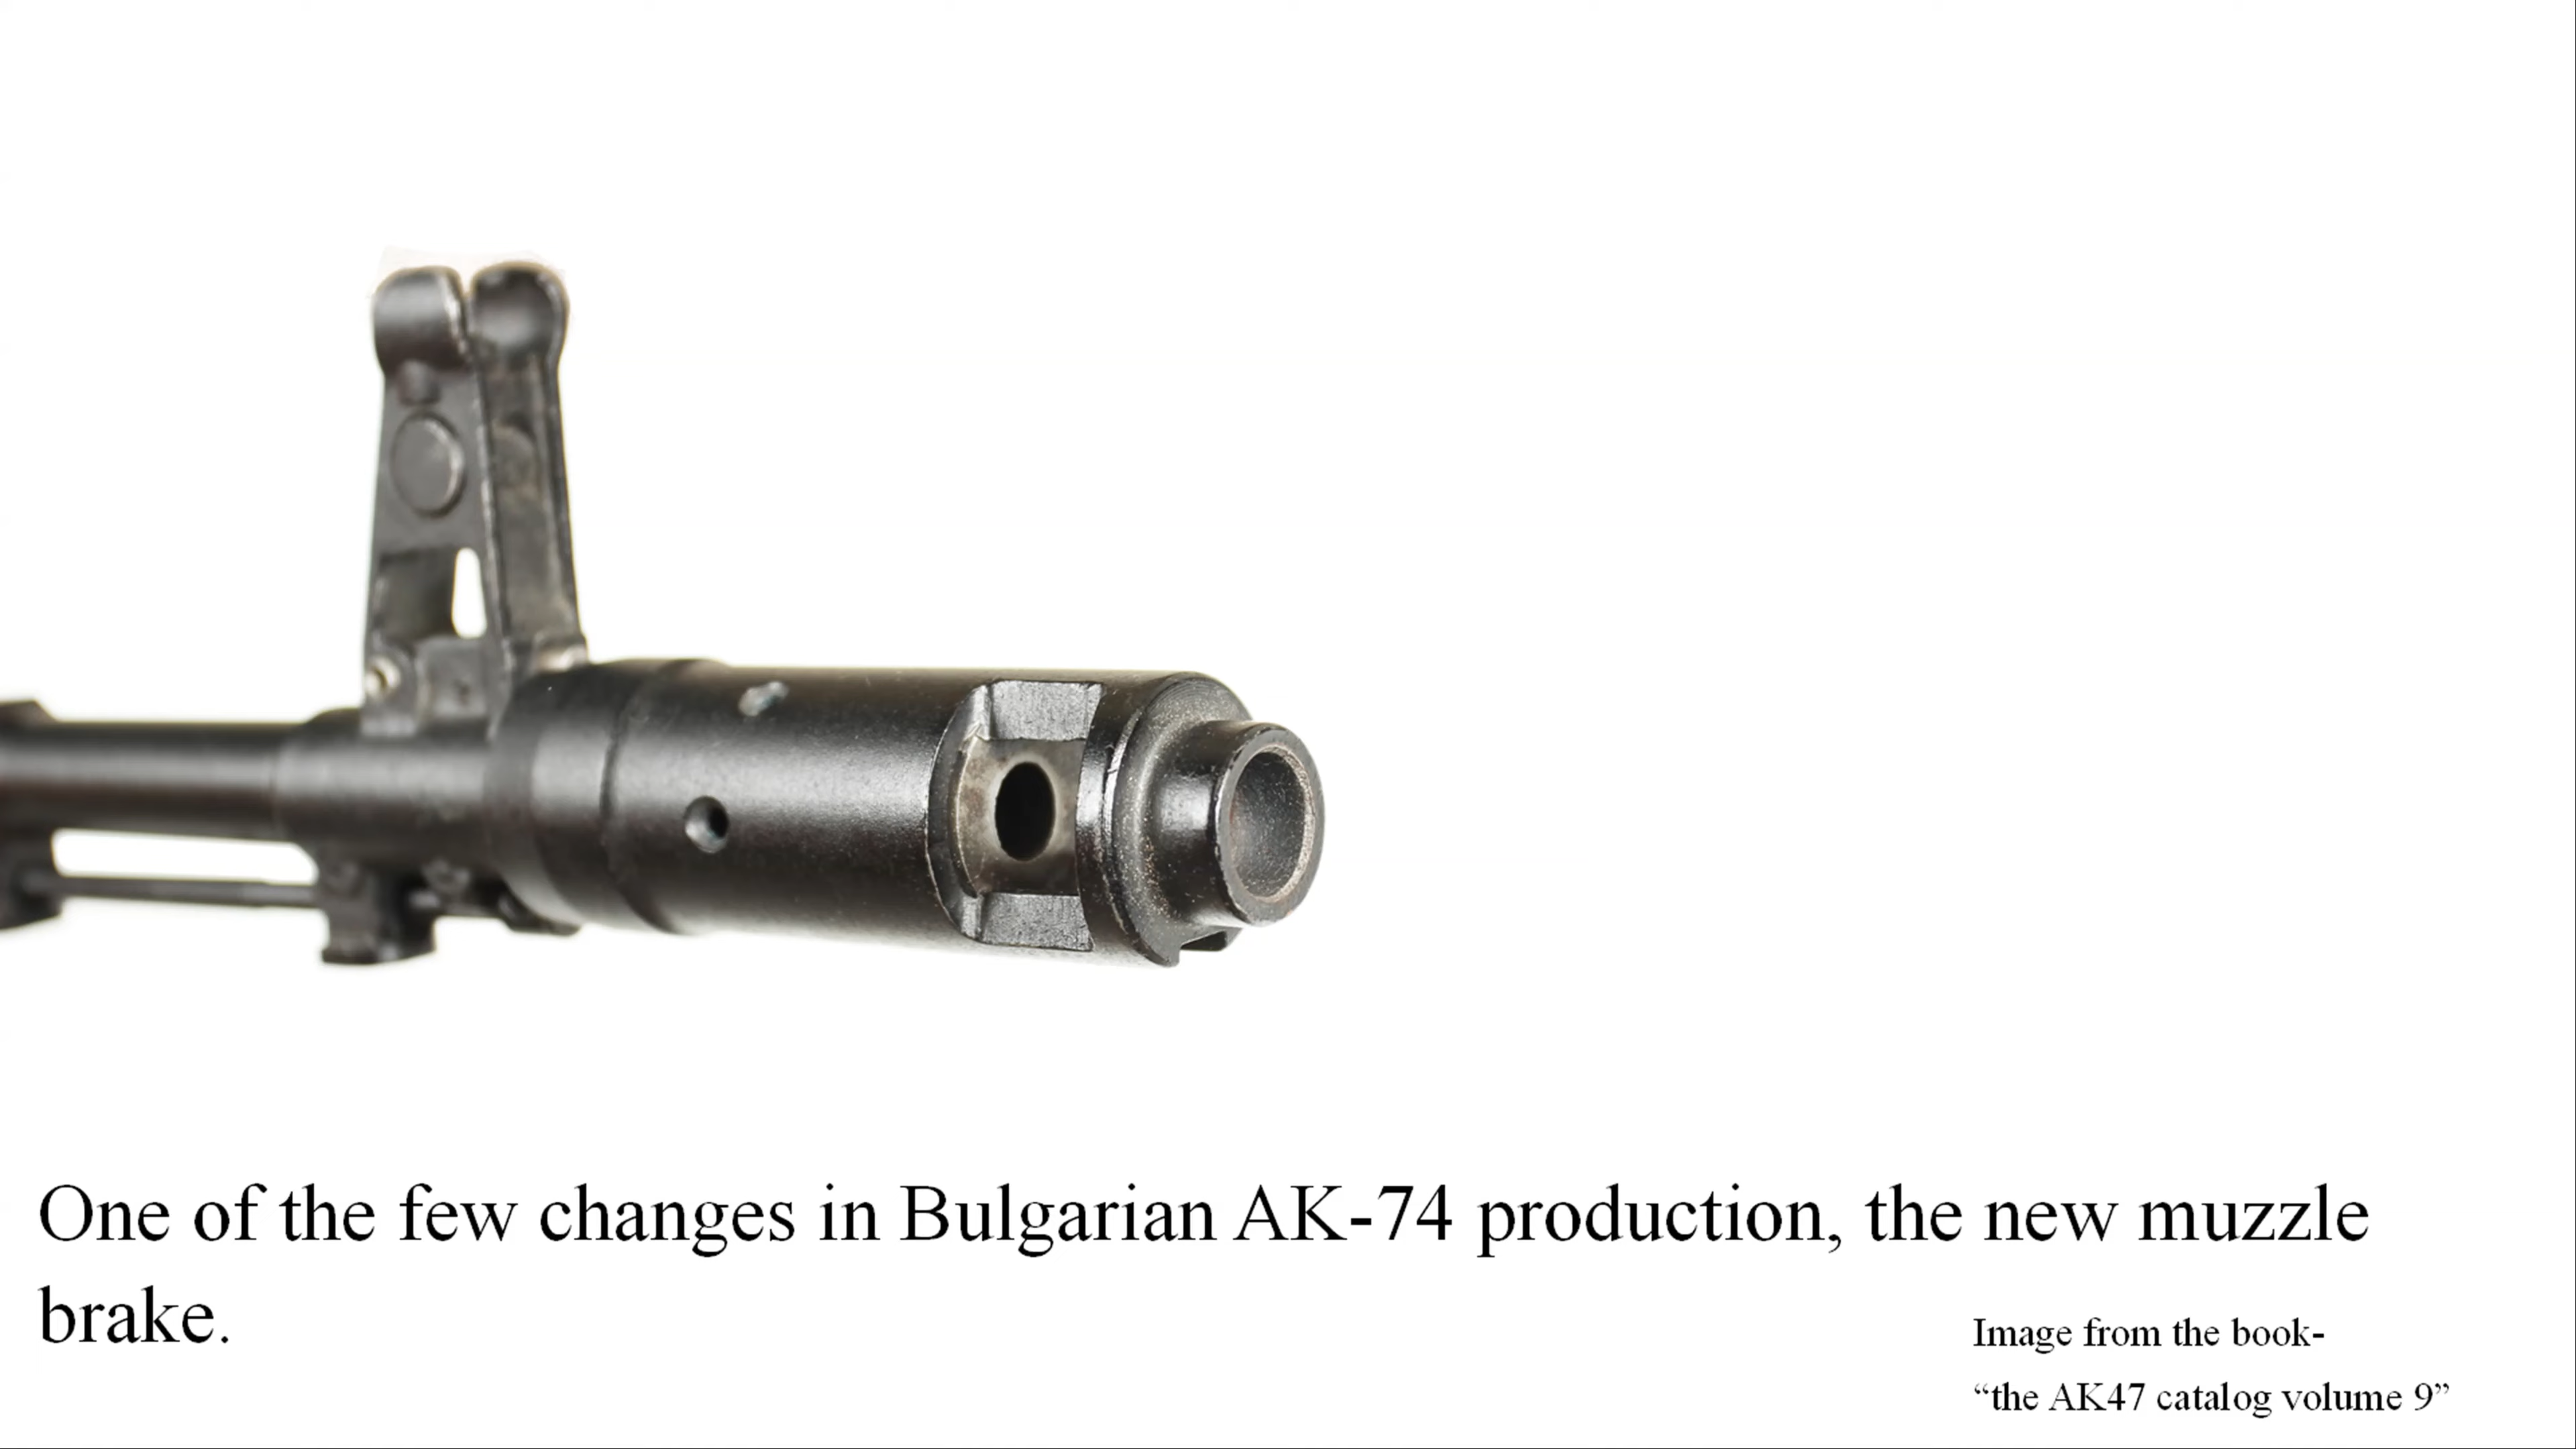 One of the few changes in Bulgarian AK-74 production, the new muzzle
brake.
Image from the book-
“the AK47 catalog volume 9”